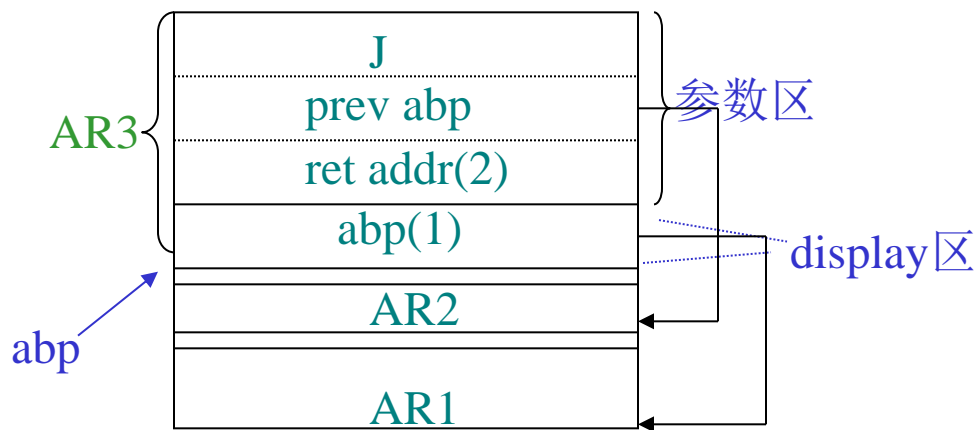 J
prev abp
参数区
AR3
ret addr(2)
abp(1)
display区
AR2
abp
AR1